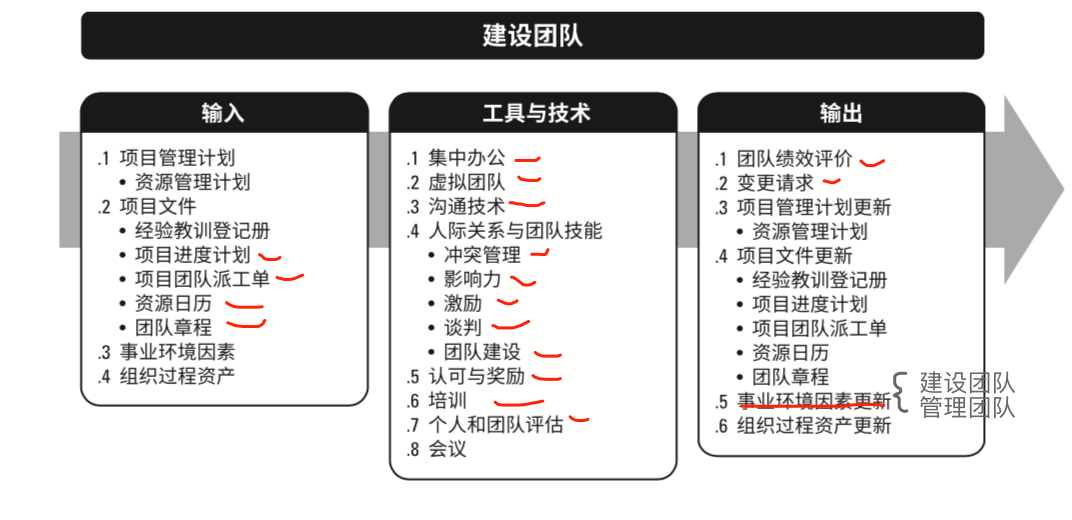 建设团队
输入
.1 项目管理计划
• 资源管理计划
.2 项目文件
• 经验教训登记册
• 项目进度计划
• 项目团队派工单
• 资源日历
• 团队章程
.3 事业环境因素
.4 组织过程资产
工具与技术
.1 集中办公
.2 虚拟团队
.3 沟通技术
.4 人际关系与团队技能
• 冲突管理
• 影响力
• 激励
• 谈判
• 团队建设
.5 认可与奖励
.6 培训
.7 个人和团队评估
.8 会议
输出
.1 团队绩效评价
.2 变更请求
.3 项目管理计划更新
• 资源管理计划
.4 项目文件更新
• 经验教训登记册
• 项目进度计划
• 项目团队派工单
• 资源日历
• 团队章程
.5 事业环境因素更新
.6 组织过程资产更新
建设团队
管理团队